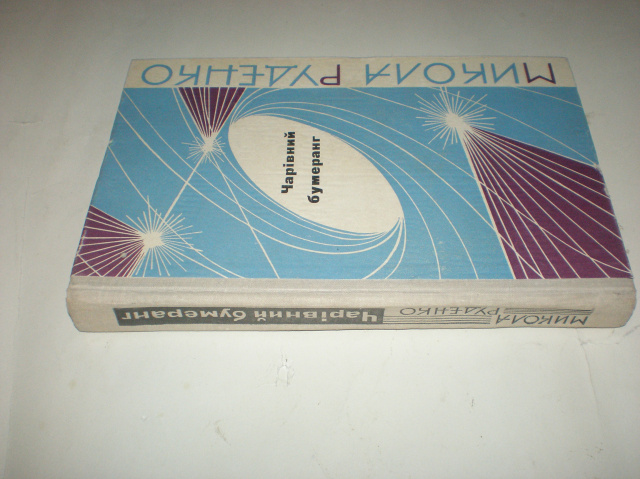 МИКОЛА РУДЕНКО
Чарівний
бумеранг
МИКОЛА
РУДЕНКО
Чарівний бумеранг